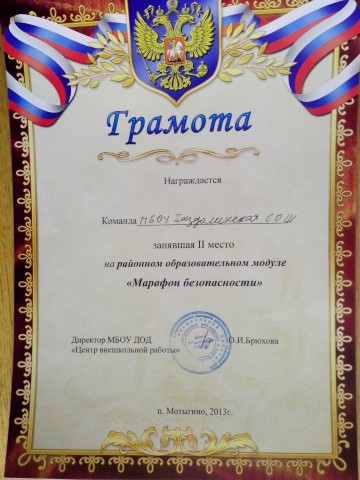 Грамота
Награждается
Команда МБОУ Раздолинская СОШ
занявшая II место
на районном образовательном модуле
«Марафон безопасности»
Директор МБОУ ДОД О.И.Брюхова
«Центр внешкольной работы»
п. Мотыгино, 2013г.